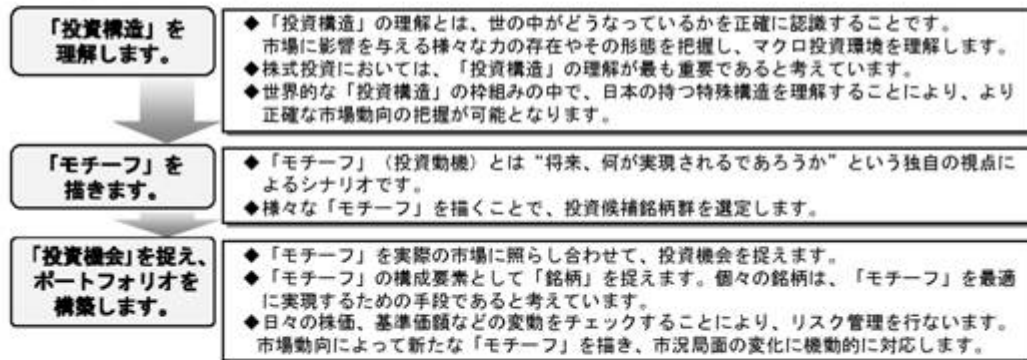 「投資構造」を
理解します。
◆「投資構造」の理解とは、世の中がどうなっているかを正確に認識することです。
市場に影響を与える様々な力の存在やその形態を把握し、マクロ投資環境を理解します。
◆株式投資においては、「投資構造」の理解が最も重要であると考えています。
◆世界的な「投資構造」の枠組みの中で、日本の持つ特殊構造を理解することにより、より
正確な市場動向の把握が可能となります。
「モチーフ」を
描きます。
◆「モチーフ」（投資動機）とは“将来、何が実現されるであろうか”という独自の視点に
よるシナリオです。
◆様々な「モチーフ」を描くことで、投資候補銘柄群を選定します。
「投資機会」を捉え、
ポートフォリオを
構築します。
◆「モチーフ」を実際の市場に照らし合わせて、投資機会を捉えます。
◆「モチーフ」の構成要素として「銘柄」を捉えます。個々の銘柄は、「モチーフ」を最適
に実現するための手段であると考えています。
◆日々の株価、基準価額などの変動をチェックすることにより、リスク管理を行ないます。
市場動向によって新たな「モチーフ」を描き、市況局面の変化に機動的に対応します。